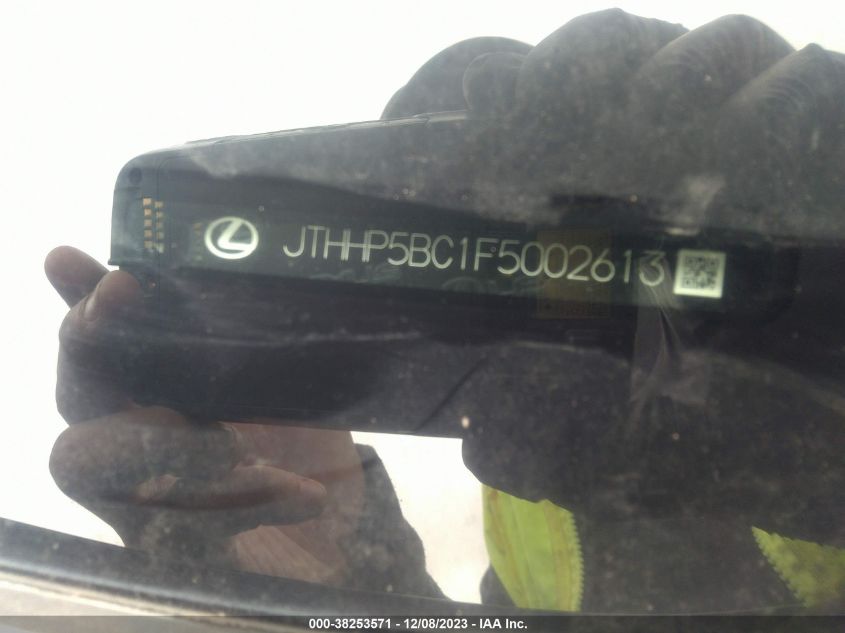 JTHHP5BC1F5002613
000-38253571 - 12/08/2023 - IAA Inc.